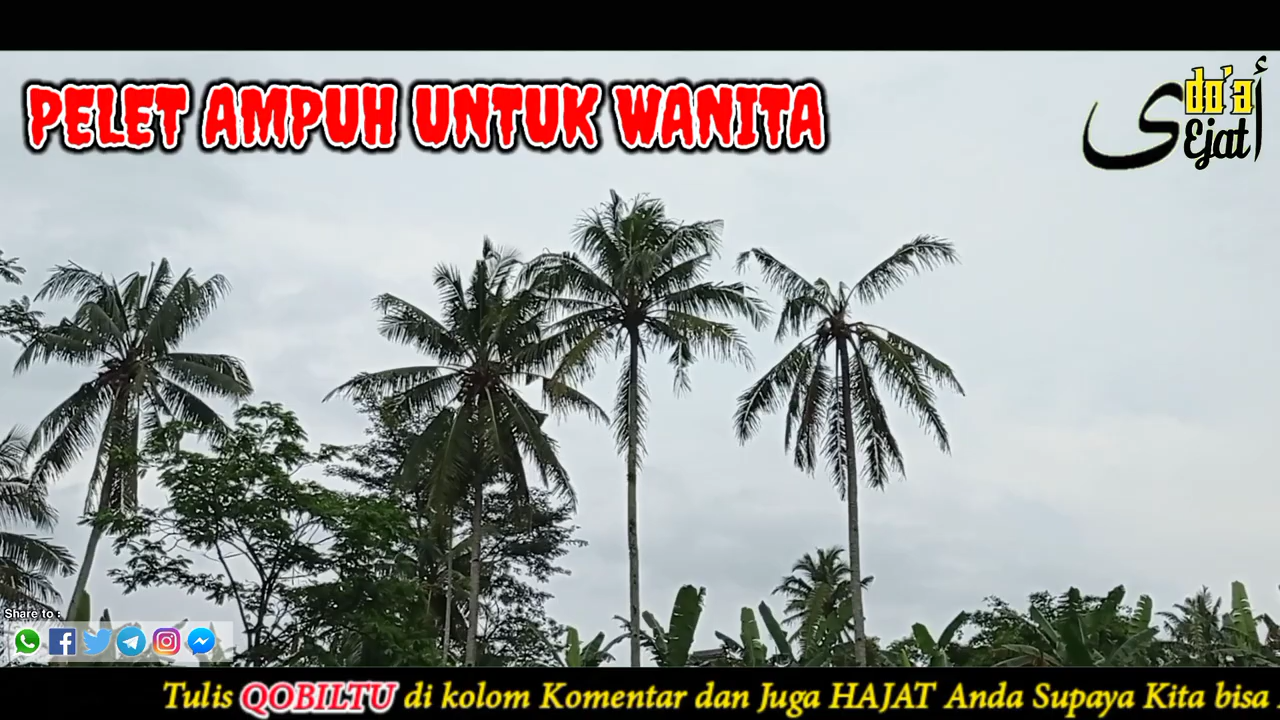 PELET AMPUH UNTUK WANITA
do'a
Ejat
Share to :
Tulis QOBILTU di kolom Komentar dan Juga HAJAT Anda Supaya Kita bisa